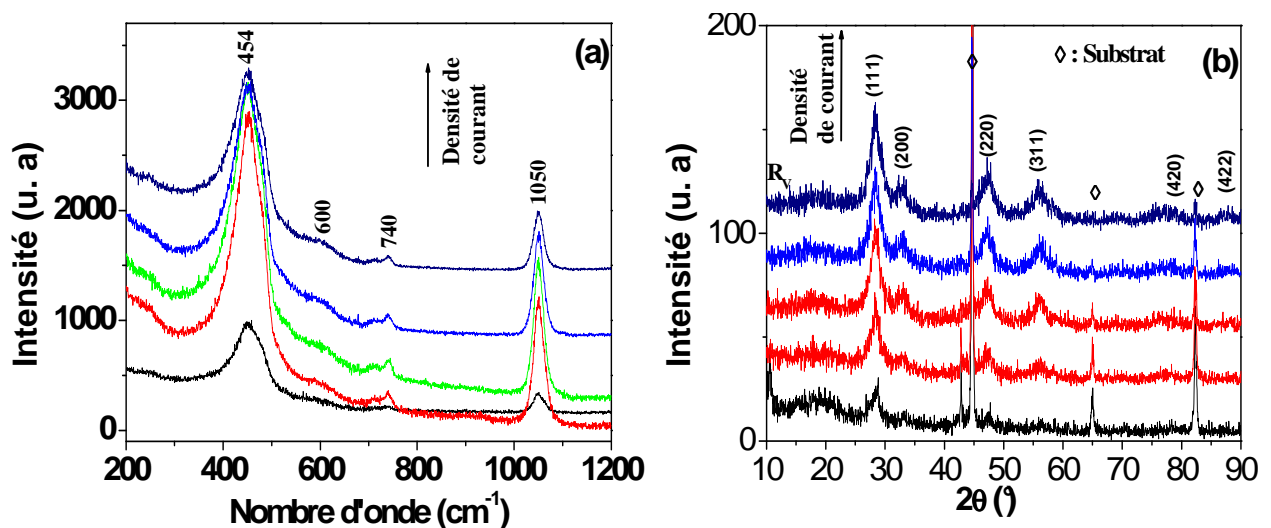 (a)
454
Densité de
courant
600
740
1050
3000
2000
1000
0
Intensité (u. a)
200
400
600
800
1000
1200
Nombre d'onde (cm⁻¹)
(b)
◊ : Substrat
Densité
de courant
(111)
(200)
(220)
(311)
(420)
(422)
R_V
200
100
0
Intensité (u. a)
10
20
30
40
50
60
70
80
90
2θ (°)